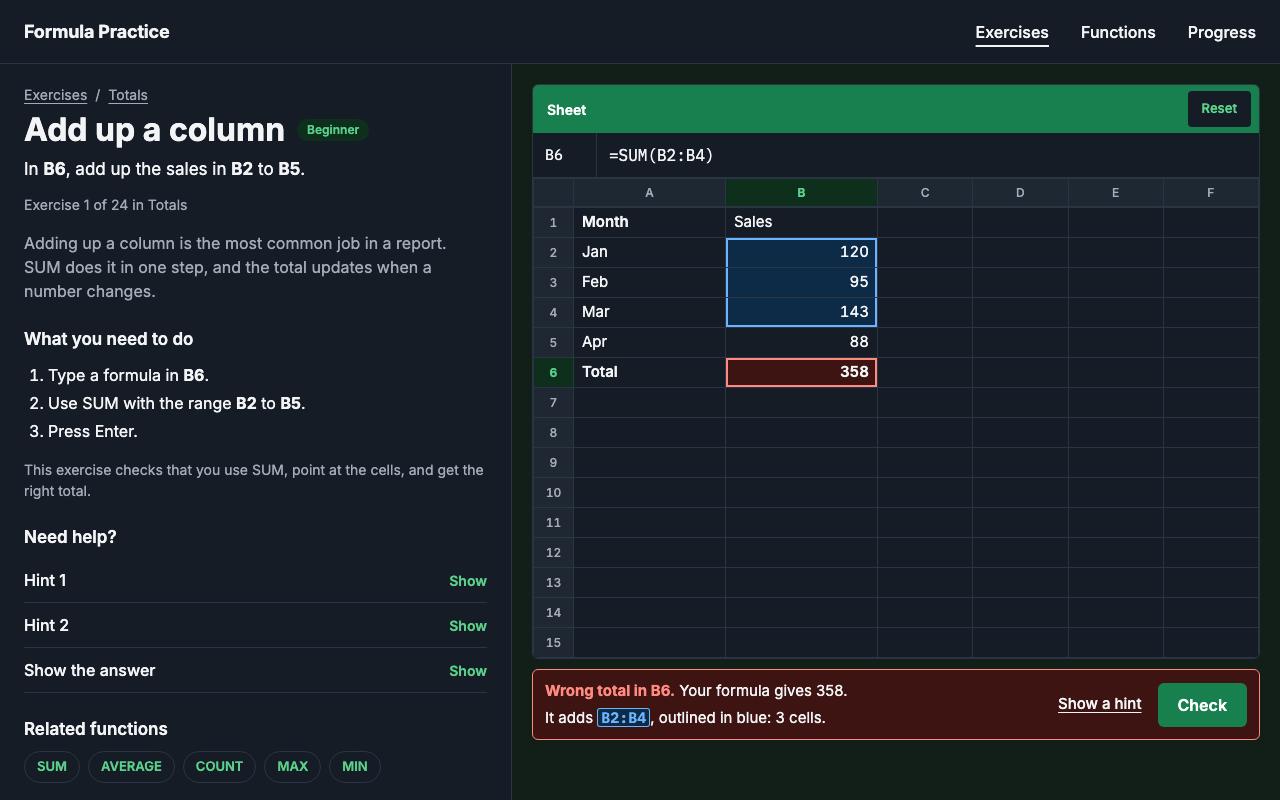 Formula Practice
Exercises Functions Progress
Exercises / Totals
Add up a column Beginner
In B6, add up the sales in B2 to B5.
Exercise 1 of 24 in Totals
Adding up a column is the most common job in a report.
SUM does it in one step, and the total updates when a
number changes.
What you need to do
1. Type a formula in B6.
2. Use SUM with the range B2 to B5.
3. Press Enter.
This exercise checks that you use SUM, point at the cells, and get the
right total.
Need help?
Hint 1 Show
Hint 2 Show
Show the answer Show
Related functions
SUM AVERAGE COUNT MAX MIN
Sheet Reset
B6 =SUM(B2:B4)
A B C D E F
1 Month Sales
2 Jan 120
3 Feb 95
4 Mar 143
5 Apr 88
6 Total 358
7
8
9
10
11
12
13
14
15
Wrong total in B6. Your formula gives 358.
It adds B2:B4, outlined in blue: 3 cells.
Show a hint Check